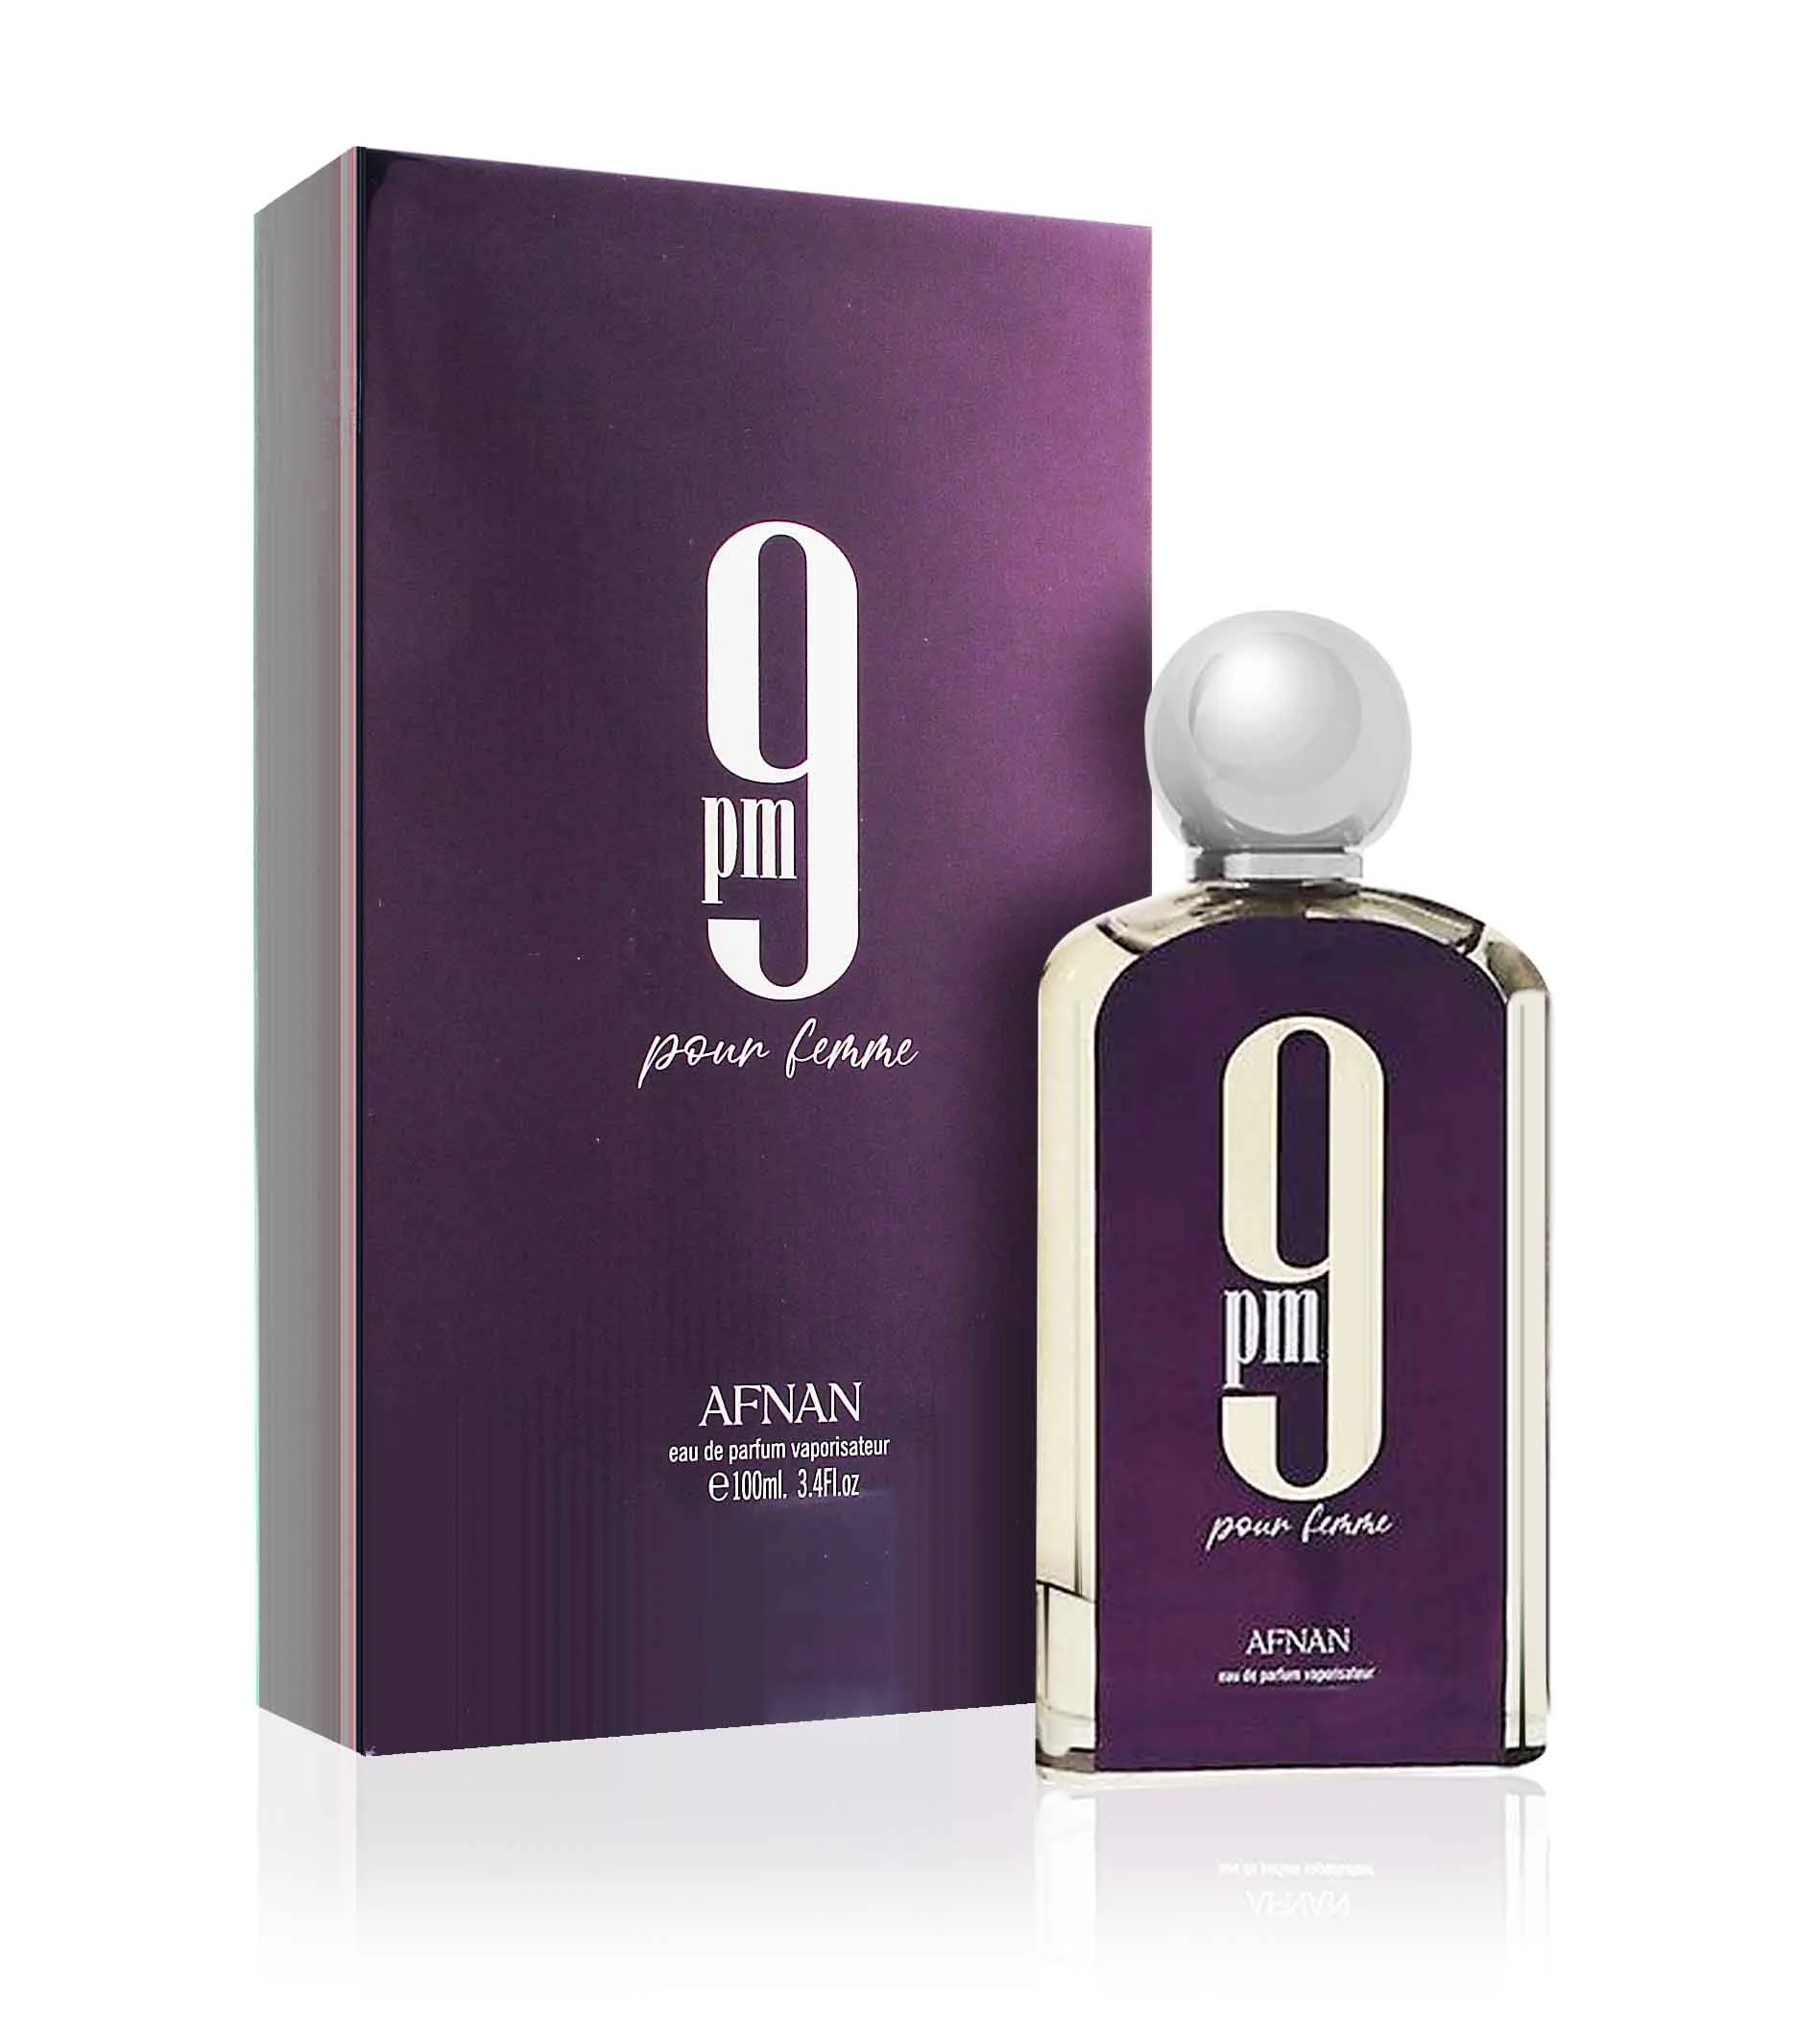 9
pm
pour femme
AFNAN
eau de parfum vaporisateur
℮100ml. 3.4Fl.oz
9
pm
pour femme
AFNAN
eau de parfum vaporisateur